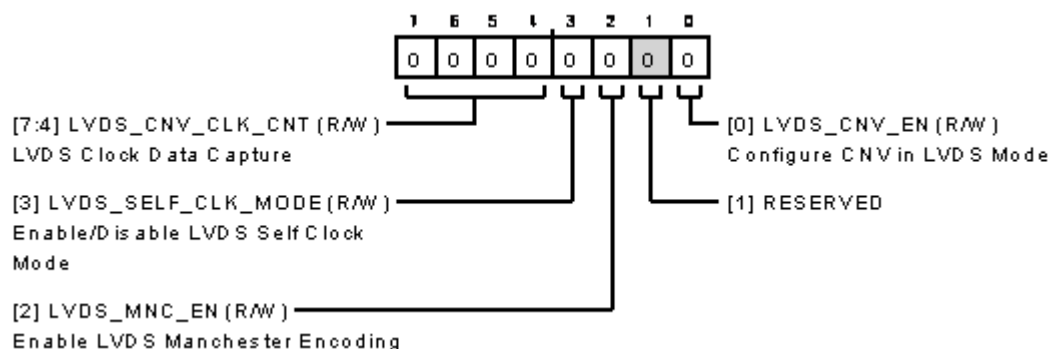 7 6 5 4 3 2 1 0
0 0 0 0 0 0 0 0
[7:4] LVDS_CNV_CLK_CNT (R/W)
LVDS Clock Data Capture
[0] LVDS_CNV_EN (R/W)
Configure CNV in LVDS Mode
[3] LVDS_SELF_CLK_MODE (R/W)
Enable/Disable LVDS Self Clock
Mode
[1] RESERVED
[2] LVDS_MNC_EN (R/W)
Enable LVDS Manchester Encoding